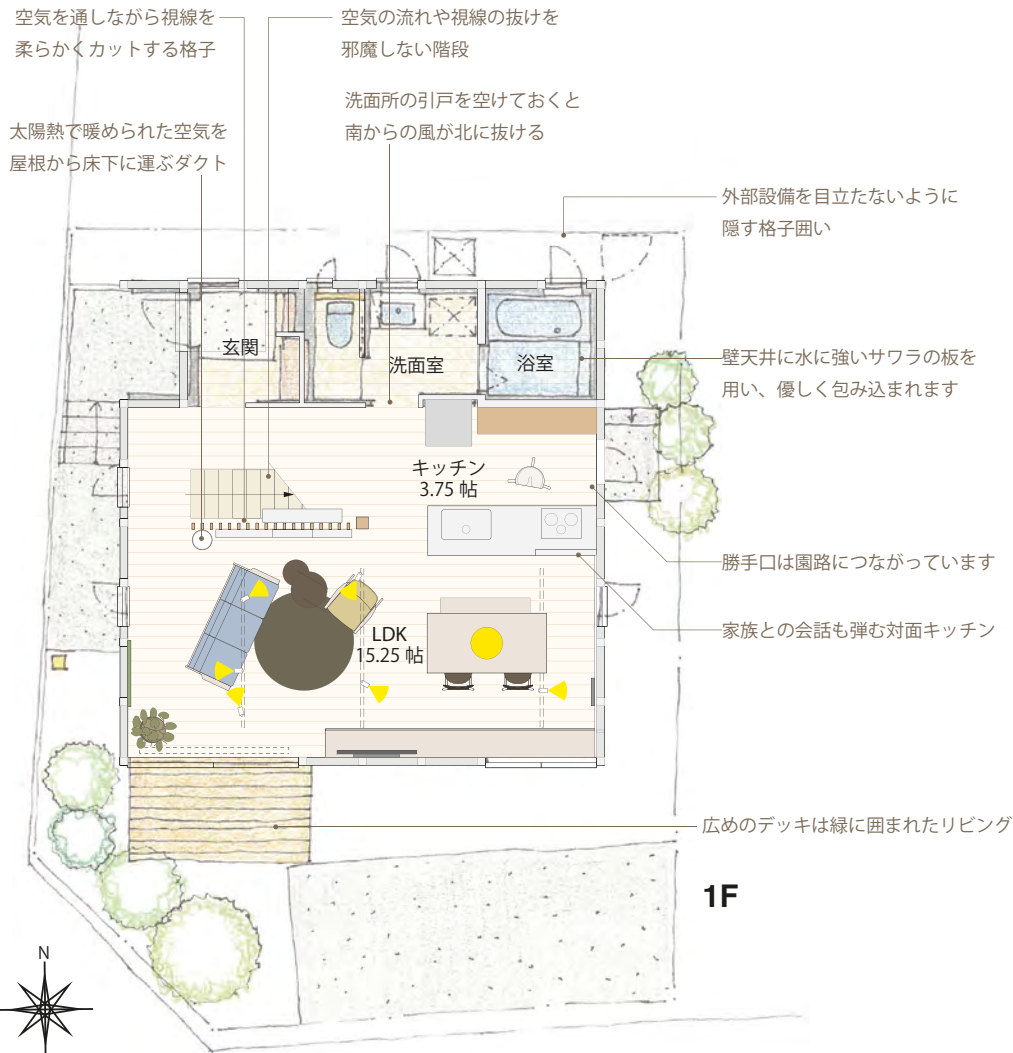 空気を通しながら視線を
柔らかくカットする格子
空気の流れや視線の抜けを
邪魔しない階段
洗面所の引戸を空けておくと
南からの風が北に抜ける
太陽熱で暖められた空気を
屋根から床下に運ぶダクト
外部設備を目立たないように
隠す格子囲い
玄関
洗面室
浴室
壁天井に水に強いサワラの板を
用い、優しく包み込まれます
キッチン
3.75 帖
勝手口は園路につながっています
家族との会話も弾む対面キッチン
LDK
15.25 帖
広めのデッキは緑に囲まれたリビング
1F
N